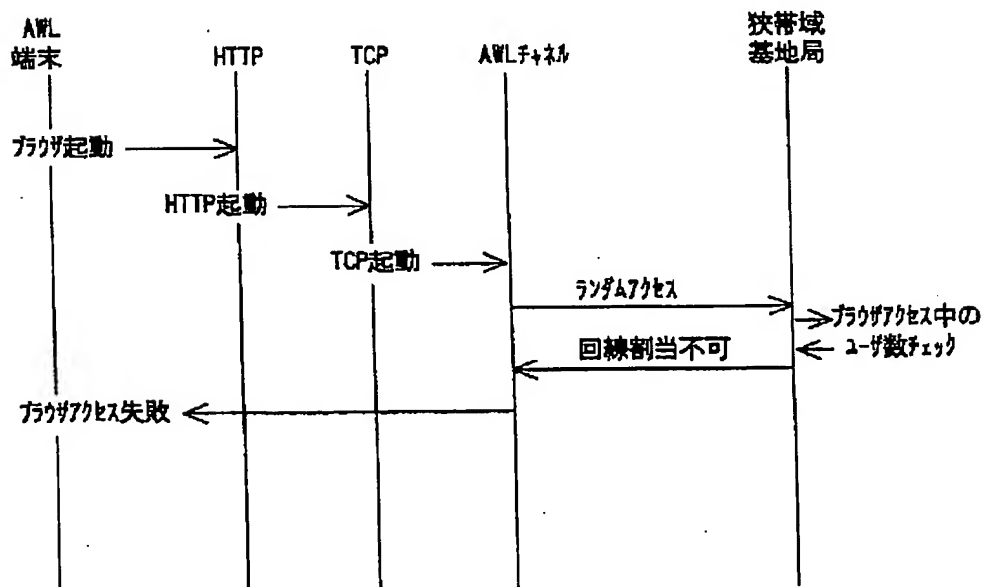 AWL
端末
HTTP
TCP
AWLチャネル
狭帯域
基地局
ブラウザ起動
HTTP起動
TCP起動
ランダムアクセス
ブラウザアクセス中の
ユーザ数チェック
回線割当不可
ブラウザアクセス失敗